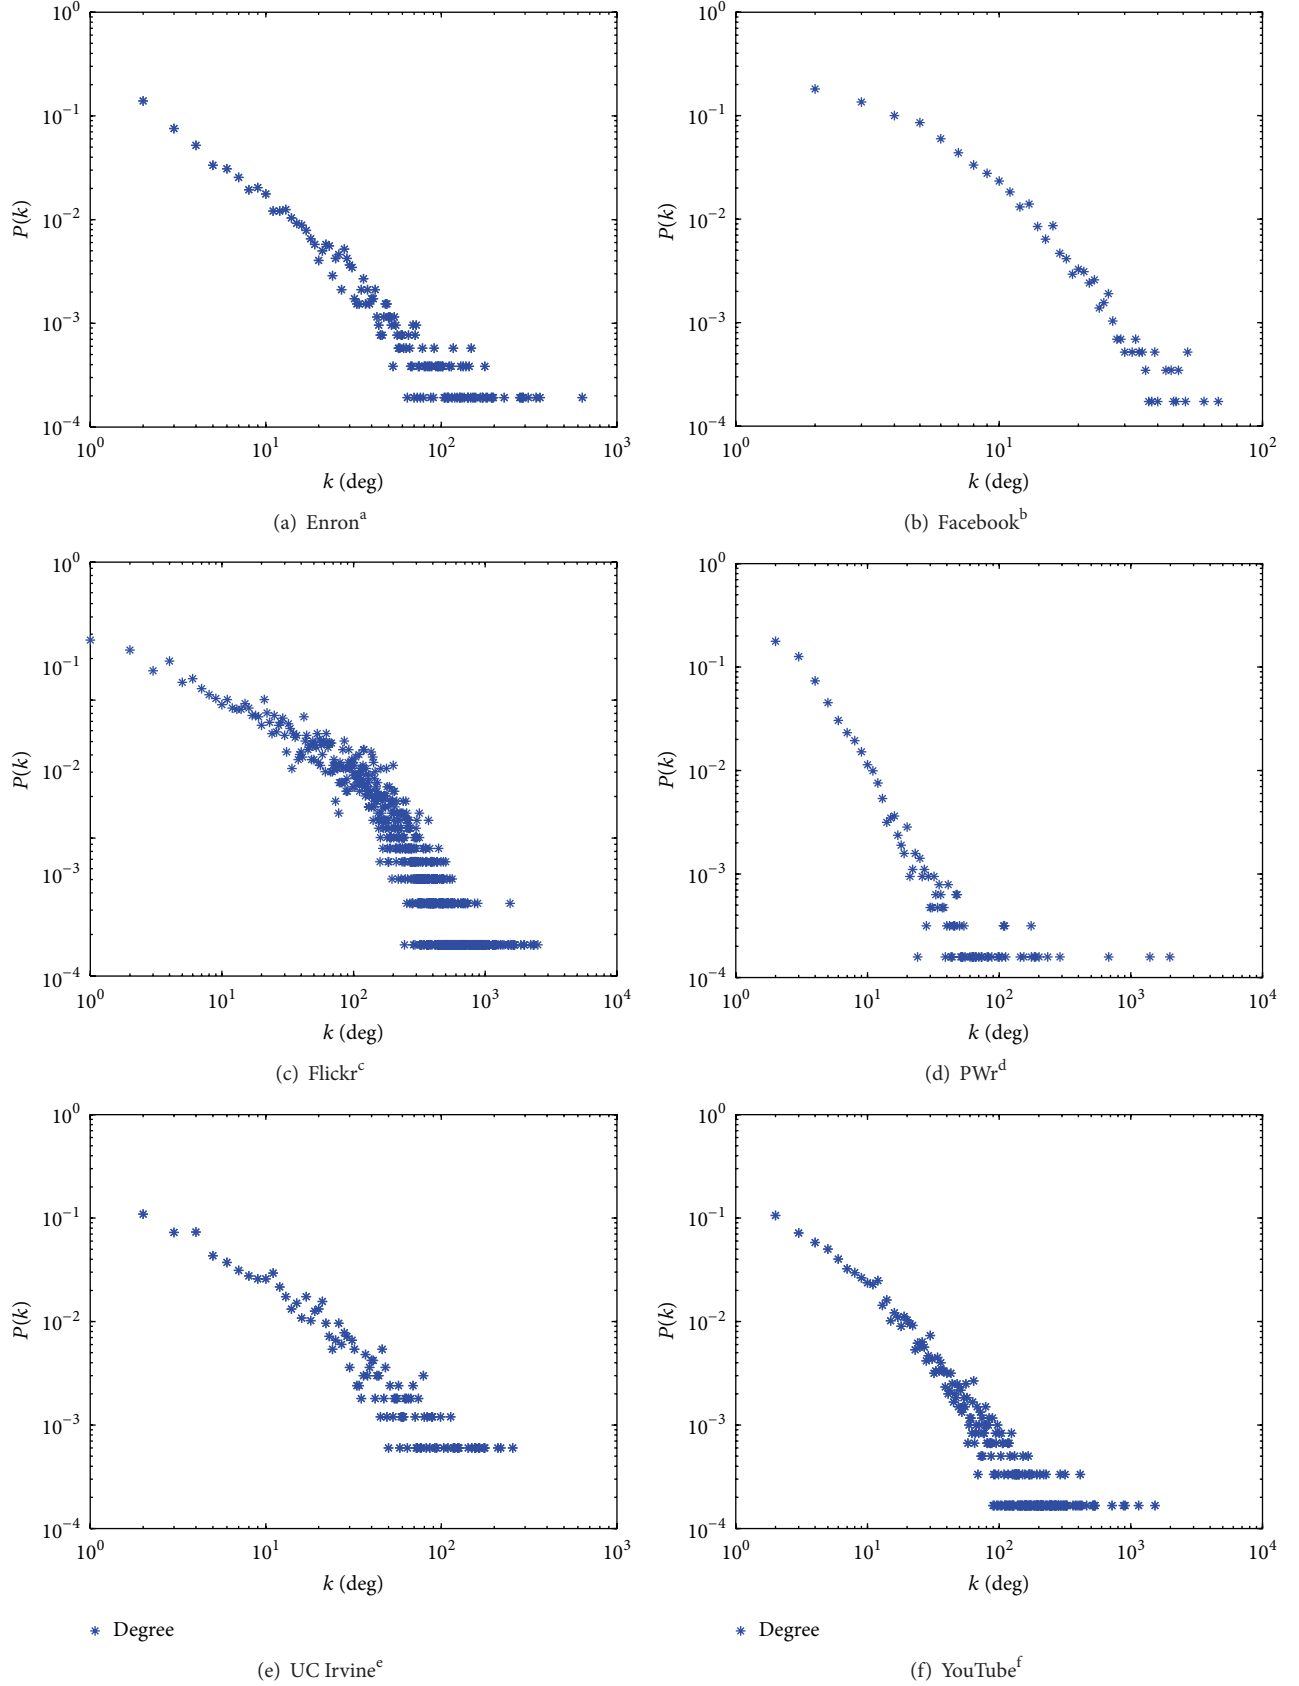 10^0
10^0
10^−1
10^−1
P(k)
P(k)
10^−2
10^−2
10^−3
10^−3
10^−4
10^−4
10^0 10^1 10^2 10^3
10^0 10^1 10^2
k (deg)
k (deg)
(a) Enron^a
(b) Facebook^b
10^0
10^0
10^−1
10^−1
P(k)
P(k)
10^−2
10^−2
10^−3
10^−3
10^−4
10^−4
10^0 10^1 10^2 10^3 10^4
10^0 10^1 10^2 10^3 10^4
k (deg)
k (deg)
(c) Flickr^c
(d) PWr^d
10^0
10^0
10^−1
10^−1
P(k)
P(k)
10^−2
10^−2
10^−3
10^−3
10^−4
10^−4
10^0 10^1 10^2 10^3
10^0 10^1 10^2 10^3 10^4
k (deg)
k (deg)
Degree
Degree
(e) UC Irvine^e
(f) YouTube^f